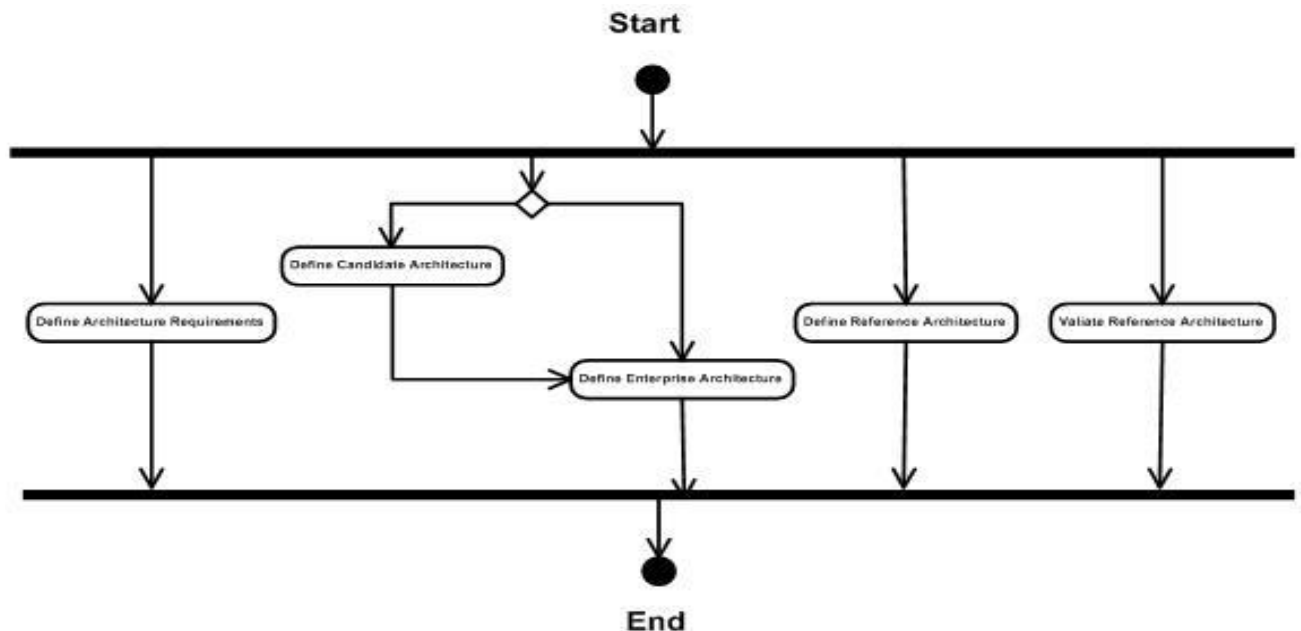 Start
Define Candidate Architecture
Define Architecture Requirements
Define Reference Architecture
Valiate Reference Architecture
Define Enterprise Architecture
End